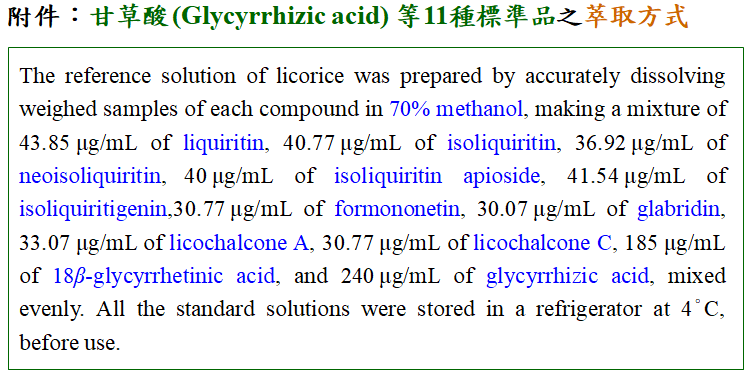 附件：甘草酸(Glycyrrhizic acid) 等11種標準品之萃取方式
The reference solution of licorice was prepared by accurately dissolving
weighed samples of each compound in 70% methanol, making a mixture of
43.85 μg/mL of liquiritin, 40.77 μg/mL of isoliquiritin, 36.92 μg/mL of
neoisoliquiritin, 40 μg/mL of isoliquiritin apioside, 41.54 μg/mL of
isoliquiritigenin,30.77 μg/mL of formononetin, 30.07 μg/mL of glabridin,
33.07 μg/mL of licochalcone A, 30.77 μg/mL of licochalcone C, 185 μg/mL
of 18β-glycyrrhetinic acid, and 240 μg/mL of glycyrrhizic acid, mixed
evenly. All the standard solutions were stored in a refrigerator at 4°C,
before use.